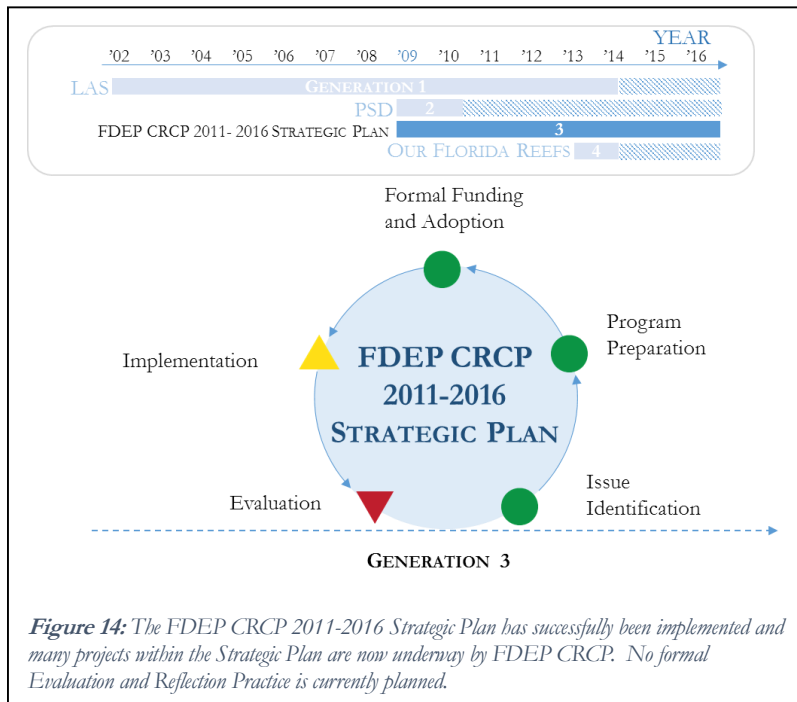 YEAR
'02 '03 '04 '05 '06 '07 '08 '09 '10 '11 '12 '13 '14 '15 '16
LAS GENERATION 1
PSD 2
FDEP CRCP 2011- 2016 STRATEGIC PLAN 3
OUR FLORIDA REEFS 4
Formal Funding
and Adoption
Implementation
Program
Preparation
FDEP CRCP
2011-2016
STRATEGIC PLAN
Evaluation
Issue
Identification
GENERATION 3
Figure 14: The FDEP CRCP 2011-2016 Strategic Plan has successfully been implemented and
many projects within the Strategic Plan are now underway by FDEP CRCP. No formal
Evaluation and Reflection Practice is currently planned.